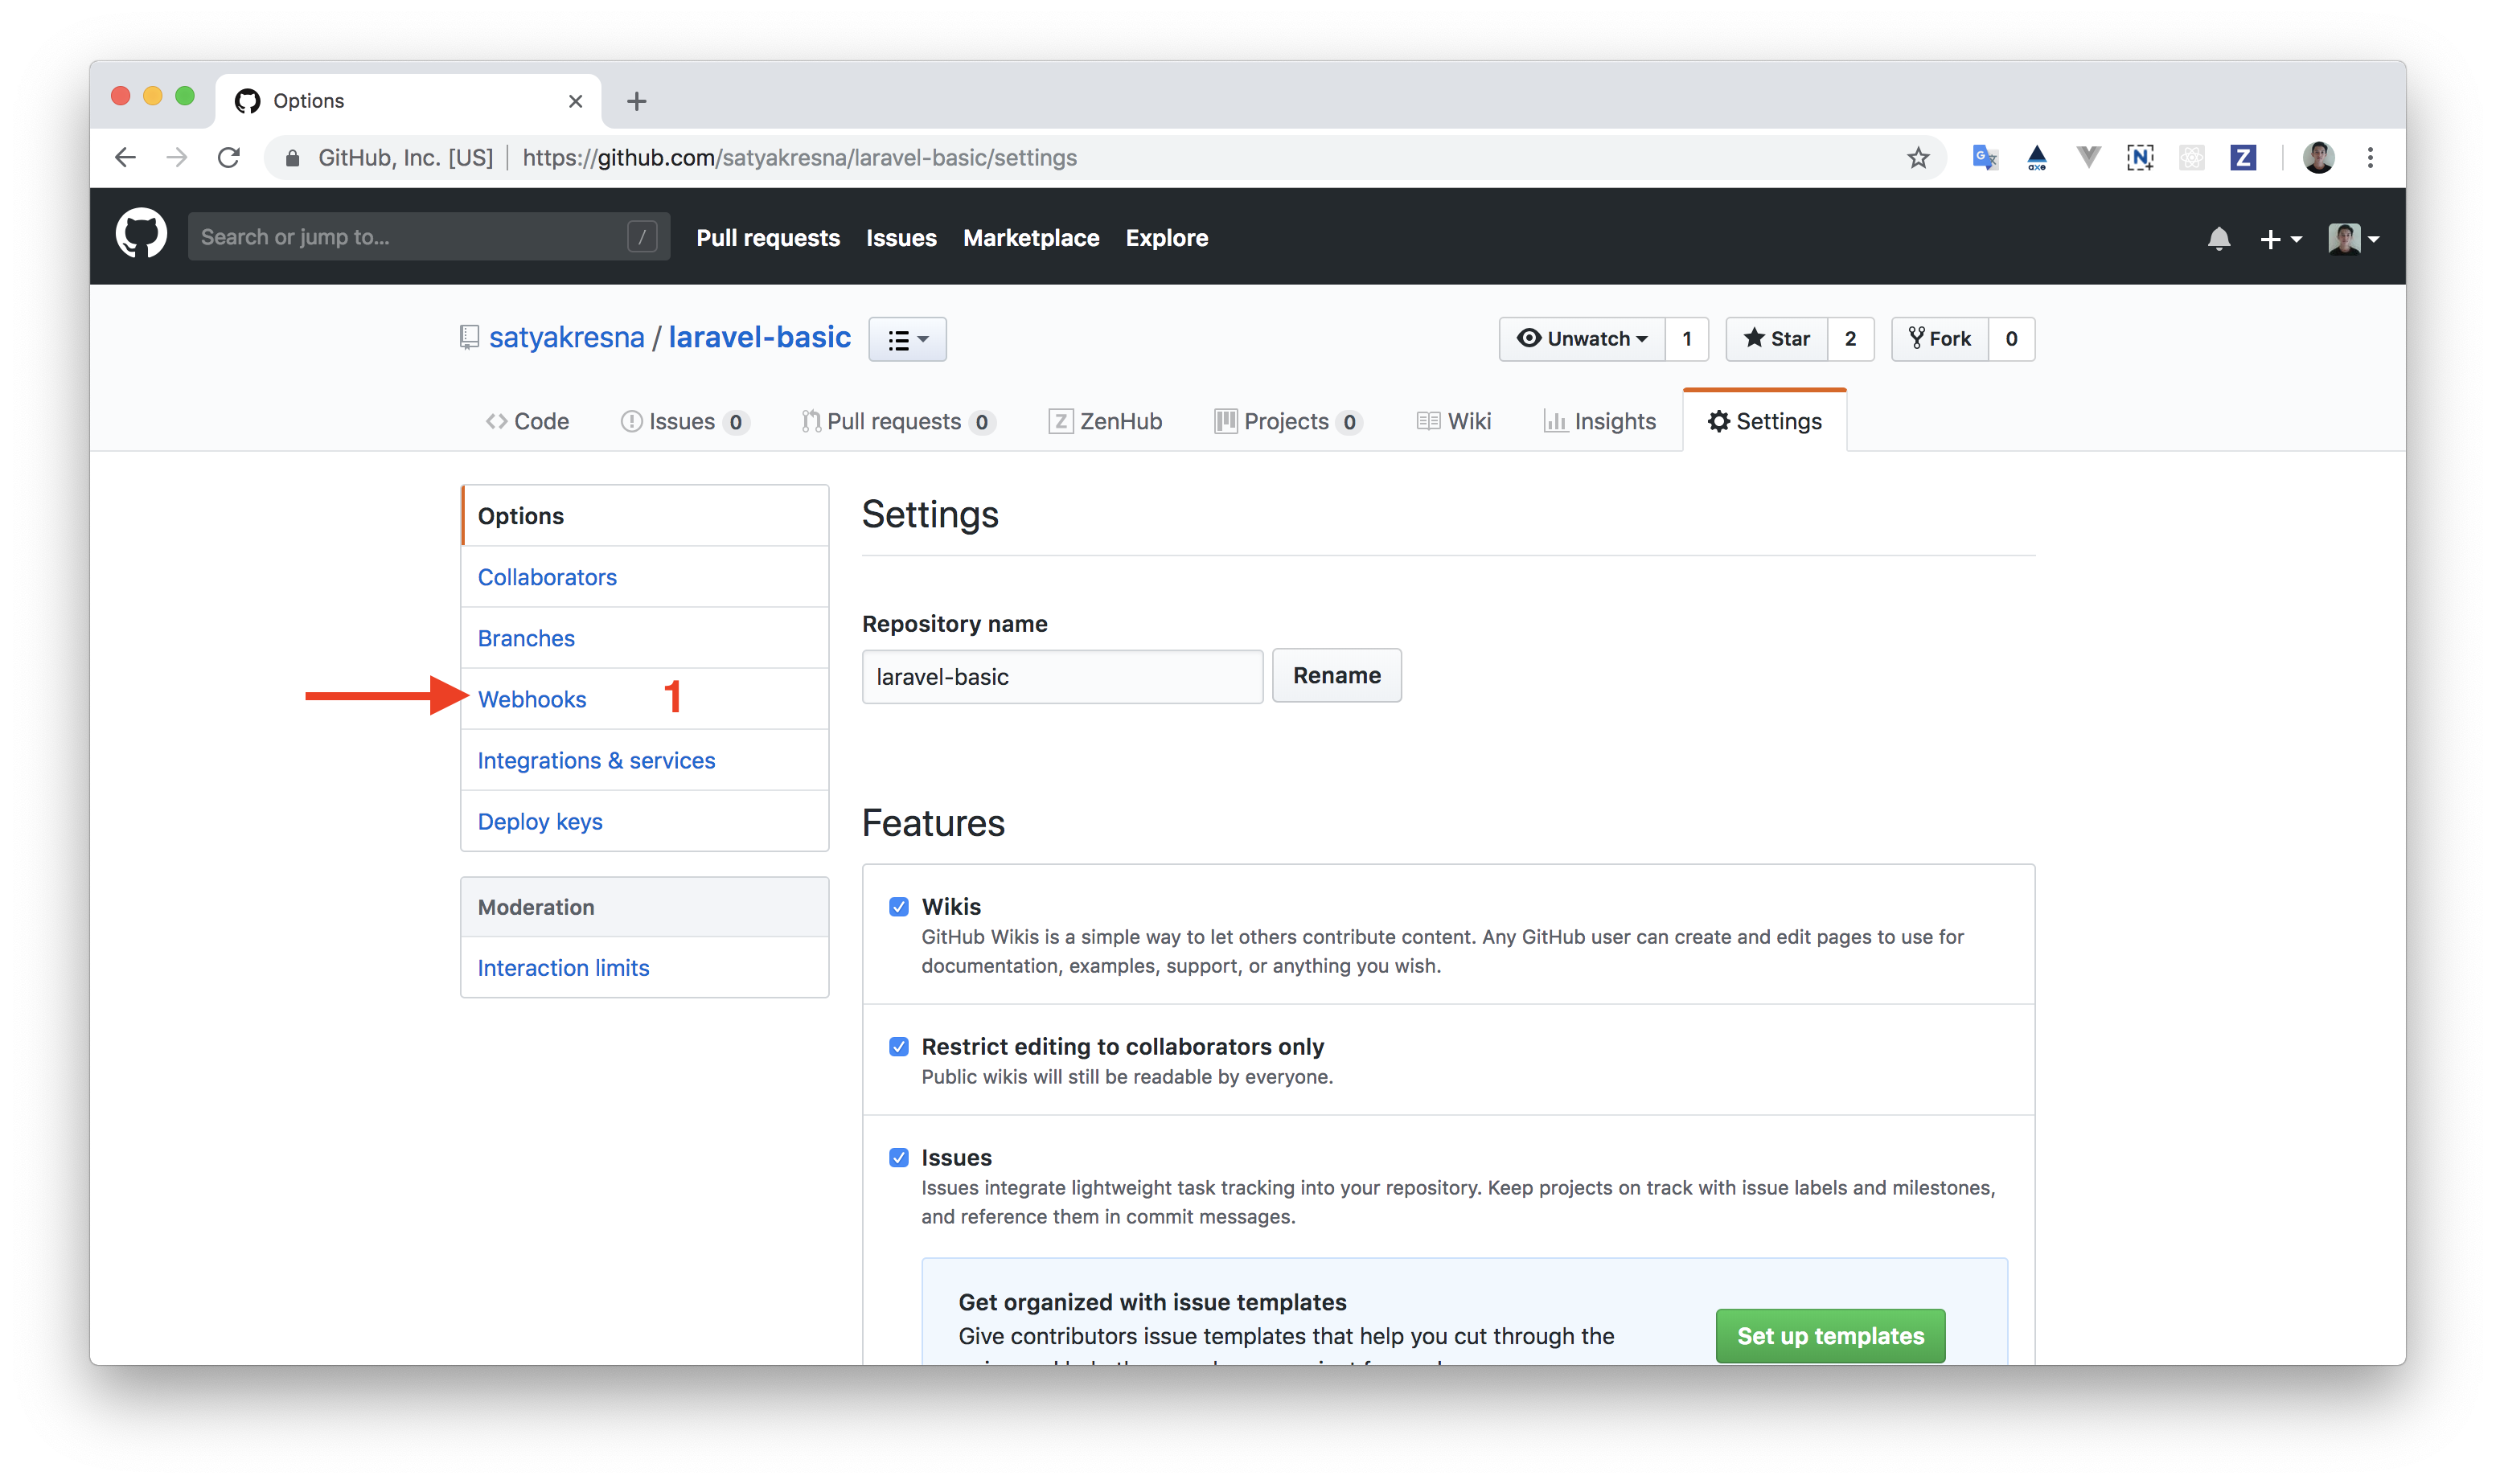 Options
GitHub, Inc. [US] https://github.com/satyakresna/laravel-basic/settings
axe
N
Z
Search or jump to... /
Pull requests Issues Marketplace Explore
satyakresna / laravel-basic
Unwatch 1 Star 2 Fork 0
Code Issues 0 Pull requests 0 Z ZenHub Projects 0 Wiki Insights Settings
Options
Collaborators
Branches
Webhooks 1
Integrations & services
Deploy keys
Moderation
Interaction limits
Settings
Repository name
laravel-basic Rename
Features
Wikis
GitHub Wikis is a simple way to let others contribute content. Any GitHub user can create and edit pages to use for
documentation, examples, support, or anything you wish.
Restrict editing to collaborators only
Public wikis will still be readable by everyone.
Issues
Issues integrate lightweight task tracking into your repository. Keep projects on track with issue labels and milestones,
and reference them in commit messages.
Get organized with issue templates
Give contributors issue templates that help you cut through the
Set up templates